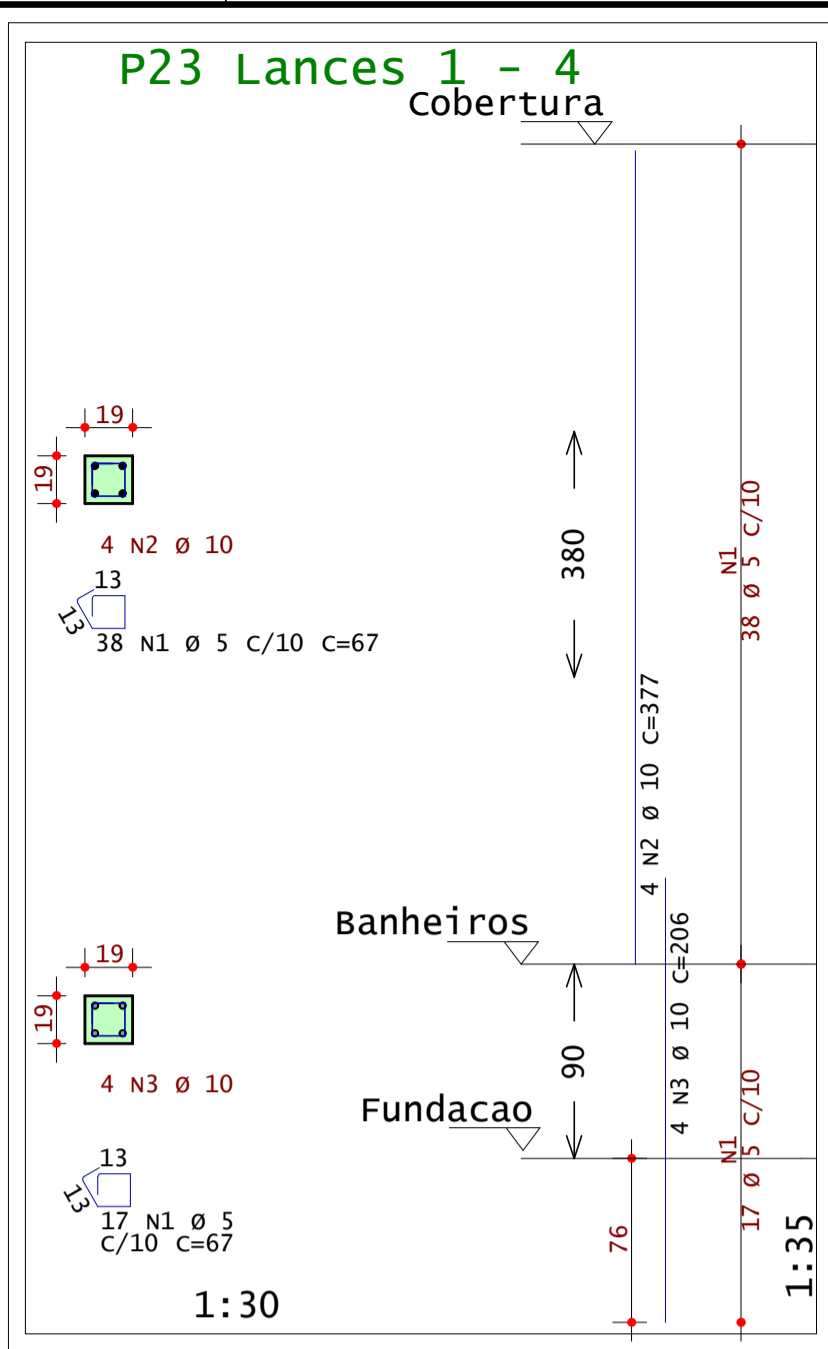 P23 Lances 1 - 4
Cobertura
19
19
4 N2 Ø 10
13
13
38 N1 Ø 5 C/10 C=67
380
N1
38 Ø 5 C/10
4 N2 Ø 10 C=377
Banheiros
19
19
4 N3 Ø 10
90
4 N3 Ø 10 C=206
Fundacao
N1
17 Ø 5 C/10
13
13
17 N1 Ø 5
C/10 C=67
76
1:30
1:35